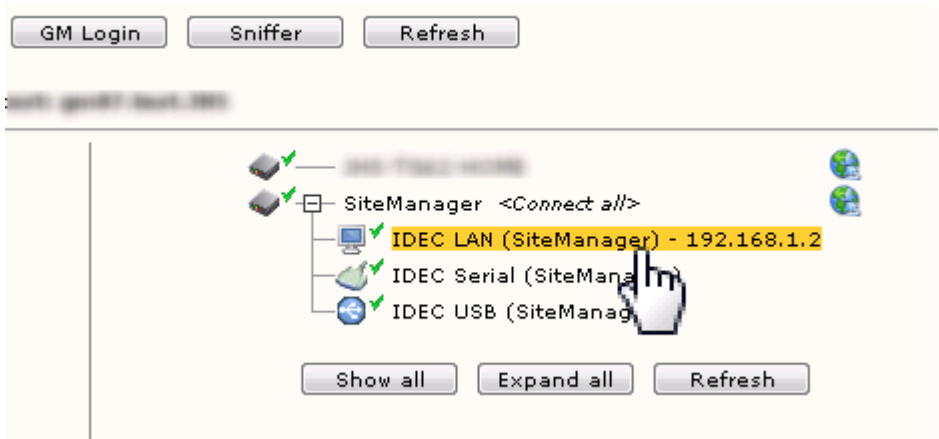 GM Login Sniffer Refresh
SiteManager <Connect all>
IDEC LAN (SiteManager) - 192.168.1.2
IDEC Serial (SiteManager)
IDEC USB (SiteManag
Show all Expand all Refresh